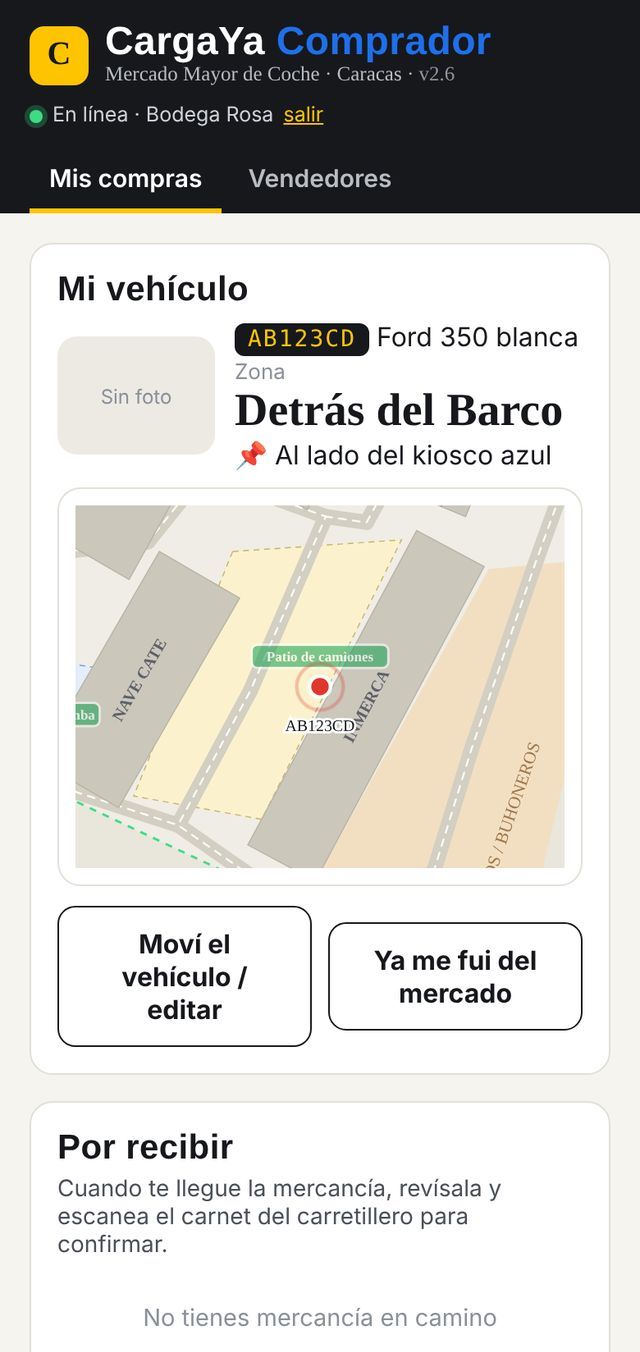 C
CargaYa Comprador
Mercado Mayor de Coche · Caracas · v2.6
En línea · Bodega Rosa salir
Mis compras
Vendedores
Mi vehículo
Sin foto
AB123CD Ford 350 blanca
Zona
Detrás del Barco
📌 Al lado del kiosco azul
NAVE CATE
Patio de camiones
AB123CD
Moví el
vehículo /
editar
Ya me fui del
mercado
Por recibir
Cuando te llegue la mercancía, revísala y
escanea el carnet del carretillero para
confirmar.
No tienes mercancía en camino
/ BUHONEROS